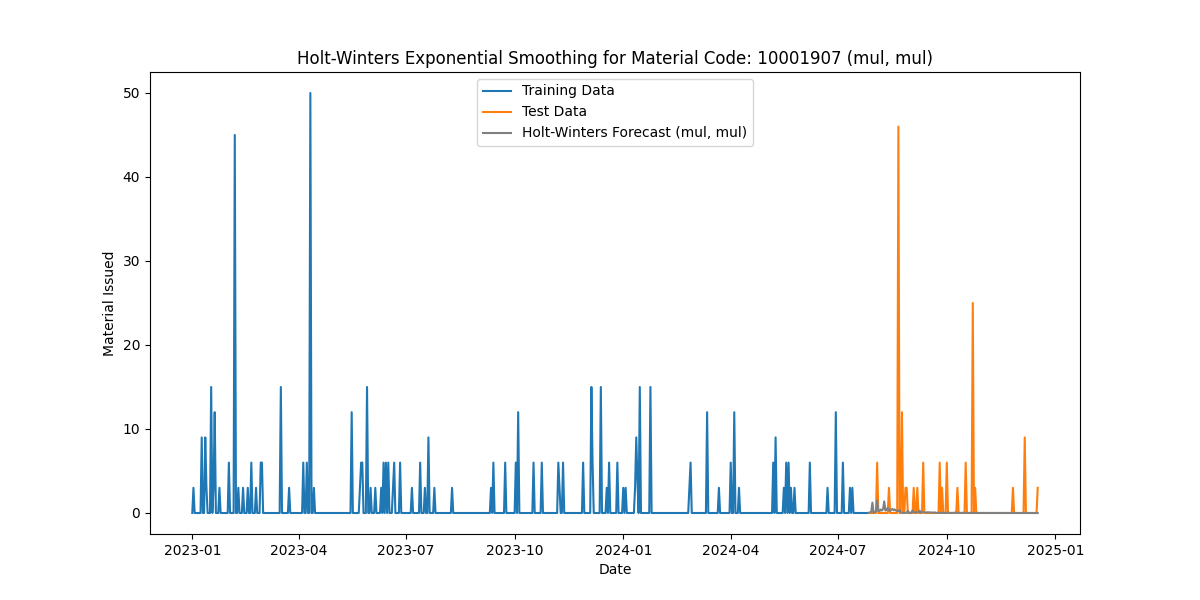 Holt-Winters Exponential Smoothing for Material Code: 10001907 (mul, mul)
Training Data
Test Data
Holt-Winters Forecast (mul, mul)
Material Issued
50
40
30
20
10
0
2023-01
2023-04
2023-07
2023-10
2024-01
2024-04
2024-07
2024-10
2025-01
Date